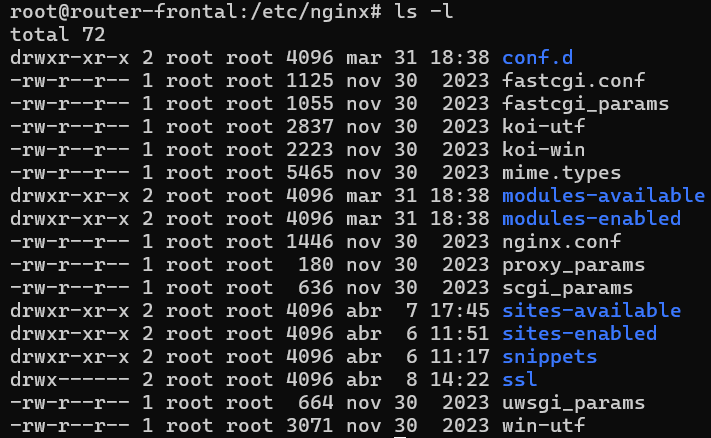 root@router-frontal:/etc/nginx# ls -l
total 72
drwxr-xr-x 2 root root 4096 mar 31 18:38 conf.d
-rw-r--r-- 1 root root 1125 nov 30  2023 fastcgi.conf
-rw-r--r-- 1 root root 1055 nov 30  2023 fastcgi_params
-rw-r--r-- 1 root root 2837 nov 30  2023 koi-utf
-rw-r--r-- 1 root root 2223 nov 30  2023 koi-win
-rw-r--r-- 1 root root 5465 nov 30  2023 mime.types
drwxr-xr-x 2 root root 4096 mar 31 18:38 modules-available
drwxr-xr-x 2 root root 4096 mar 31 18:38 modules-enabled
-rw-r--r-- 1 root root 1446 nov 30  2023 nginx.conf
-rw-r--r-- 1 root root  180 nov 30  2023 proxy_params
-rw-r--r-- 1 root root  636 nov 30  2023 scgi_params
drwxr-xr-x 2 root root 4096 abr  7 17:45 sites-available
drwxr-xr-x 2 root root 4096 abr  6 11:51 sites-enabled
drwxr-xr-x 2 root root 4096 abr  6 11:17 snippets
drwx------ 2 root root 4096 abr  8 14:22 ssl
-rw-r--r-- 1 root root  664 nov 30  2023 uwsgi_params
-rw-r--r-- 1 root root 3071 nov 30  2023 win-utf